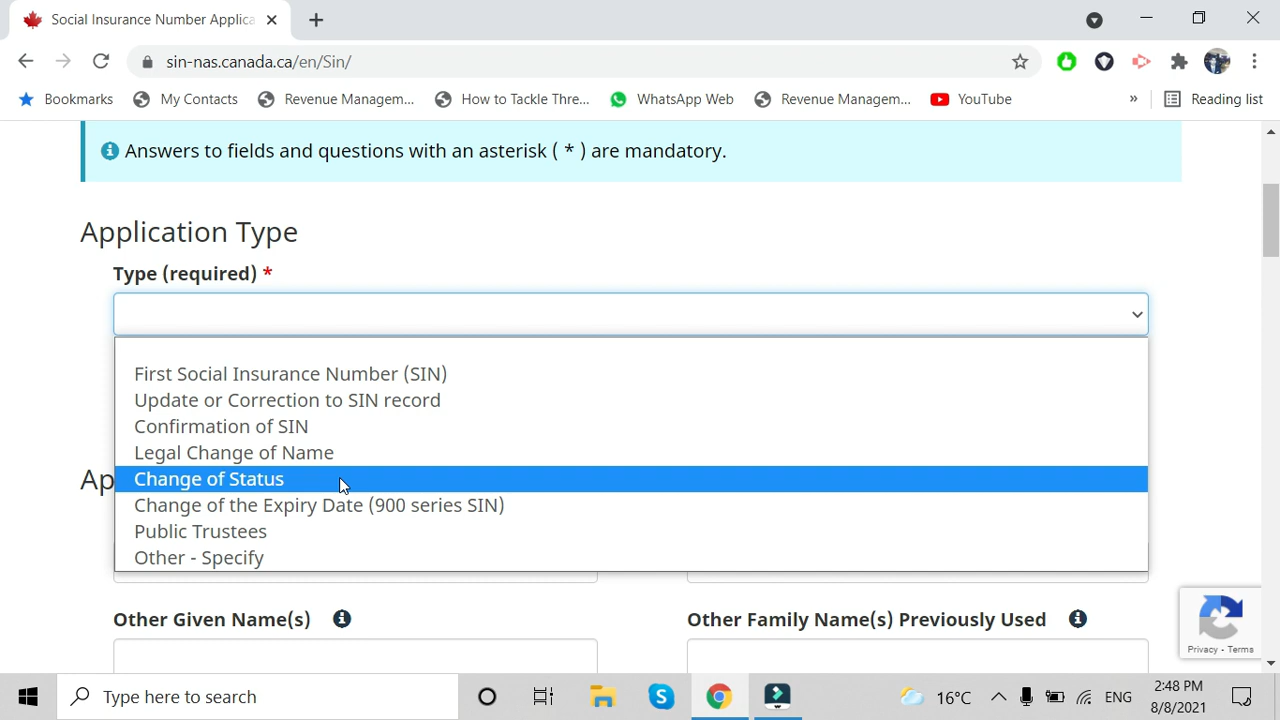 Social Insurance Number Applica
sin-nas.canada.ca/en/Sin/
Bookmarks My Contacts Revenue Managem... How to Tackle Thre... WhatsApp Web Revenue Managem... YouTube » Reading list
Answers to fields and questions with an asterisk ( * ) are mandatory.
Application Type
Type (required) *
First Social Insurance Number (SIN)
Update or Correction to SIN record
Confirmation of SIN
Legal Change of Name
Ap
Change of Status
Change of the Expiry Date (900 series SIN)
Public Trustees
Other - Specify
Other Given Name(s)
Other Family Name(s) Previously Used
Privacy - Terms
Type here to search
16°C
ENG
2:48 PM
8/8/2021